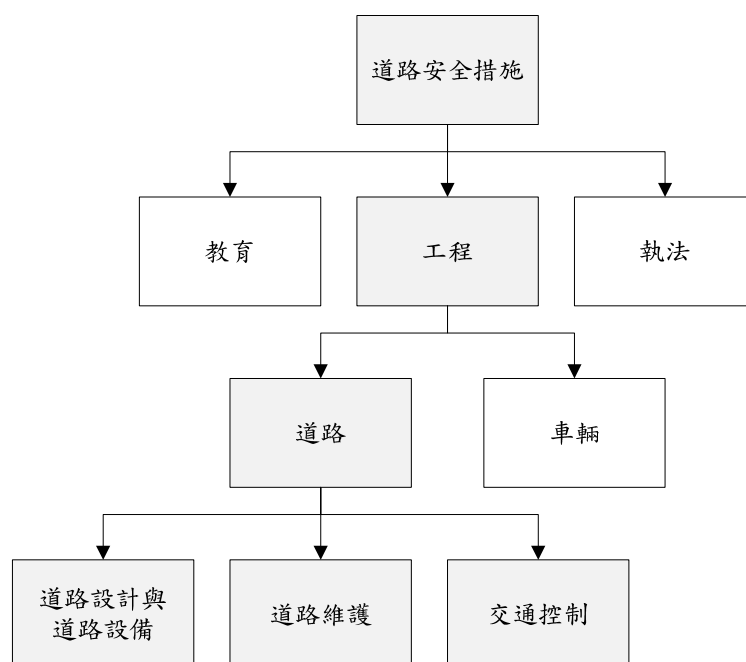 道路安全措施
教育
工程
執法
道路
車輛
道路設計與
道路設備
道路維護
交通控制